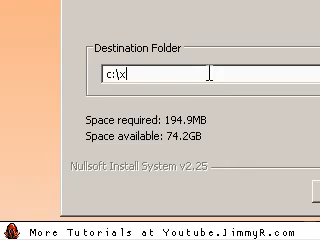 Destination Folder
c:\x
Space required: 194.9MB
Space available: 74.2GB
Nullsoft Install System v2.25
More Tutorials at Youtube.JimmyR.com